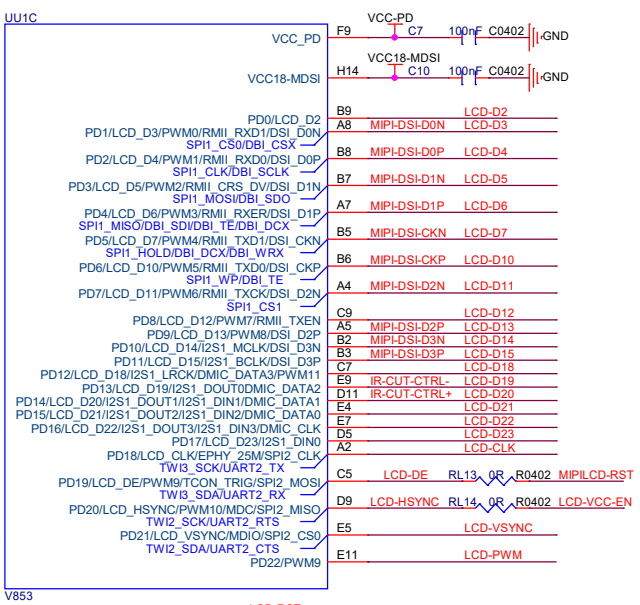 UU1C
VCC-PD
VCC_PD F9 C7 100nF C0402 GND
VCC18-MDSI
VCC18-MDSI H14 C10 100nF C0402 GND
PD0/LCD_D2 B9 LCD-D2
PD1/LCD_D3/PWM0/RMII_RXD1/DSI_D0N A8 MIPI-DSI-D0N LCD-D3
SPI1_CS0/DBI_CSX
PD2/LCD_D4/PWM1/RMII_RXD0/DSI_D0P B8 MIPI-DSI-D0P LCD-D4
SPI1_CLK/DBI_SCLK
PD3/LCD_D5/PWM2/RMII_CRS_DV/DSI_D1N B7 MIPI-DSI-D1N LCD-D5
SPI1_MOSI/DBI_SDO
PD4/LCD_D6/PWM3/RMII_RXER/DSI_D1P A7 MIPI-DSI-D1P LCD-D6
SPI1_MISO/DBI_SDI/DBI_TE/DBI_DCX
PD5/LCD_D7/PWM4/RMII_TXD1/DSI_CKN B5 MIPI-DSI-CKN LCD-D7
SPI1_HOLD/DBI_DCX/DBI_WRX
PD6/LCD_D10/PWM5/RMII_TXD0/DSI_CKP B6 MIPI-DSI-CKP LCD-D10
SPI1_WP/DBI_TE
PD7/LCD_D11/PWM6/RMII_TXCK/DSI_D2N A4 MIPI-DSI-D2N LCD-D11
SPI1_CS1
PD8/LCD_D12/PWM7/RMII_TXEN C9 LCD-D12
PD9/LCD_D13/PWM8/DSI_D2P A5 MIPI-DSI-D2P LCD-D13
PD10/LCD_D14/I2S1_MCLK/DSI_D3N B2 MIPI-DSI-D3N LCD-D14
PD11/LCD_D15/I2S1_BCLK/DSI_D3P B3 MIPI-DSI-D3P LCD-D15
PD12/LCD_D18/I2S1_LRCK/DMIC_DATA3/PWM11 C7 LCD-D18
PD13/LCD_D19/I2S1_DOUT0DMIC_DATA2 E9 IR-CUT-CTRL- LCD-D19
PD14/LCD_D20/I2S1_DOUT1/I2S1_DIN1/DMIC_DATA1 D11 IR-CUT-CTRL+ LCD-D20
PD15/LCD_D21/I2S1_DOUT2/I2S1_DIN2/DMIC_DATA0 E4 LCD-D21
PD16/LCD_D22/I2S1_DOUT3/I2S1_DIN3/DMIC_CLK E7 LCD-D22
PD17/LCD_D23/I2S1_DIN0 D5 LCD-D23
PD18/LCD_CLK/EPHY_25M/SPI2_CLK A2 LCD-CLK
TWI3_SCK/UART2_TX
PD19/LCD_DE/PWM9/TCON_TRIG/SPI2_MOSI C5 LCD-DE RL13 0R R0402 MIPILCD-RST
TWI3_SDA/UART2_RX
PD20/LCD_HSYNC/PWM10/MDC/SPI2_MISO D9 LCD-HSYNC RL14 0R R0402 LCD-VCC-EN
TWI2_SCK/UART2_RTS
PD21/LCD_VSYNC/MDIO/SPI2_CS0 E5 LCD-VSYNC
TWI2_SDA/UART2_CTS
PD22/PWM9 E11 LCD-PWM
V853